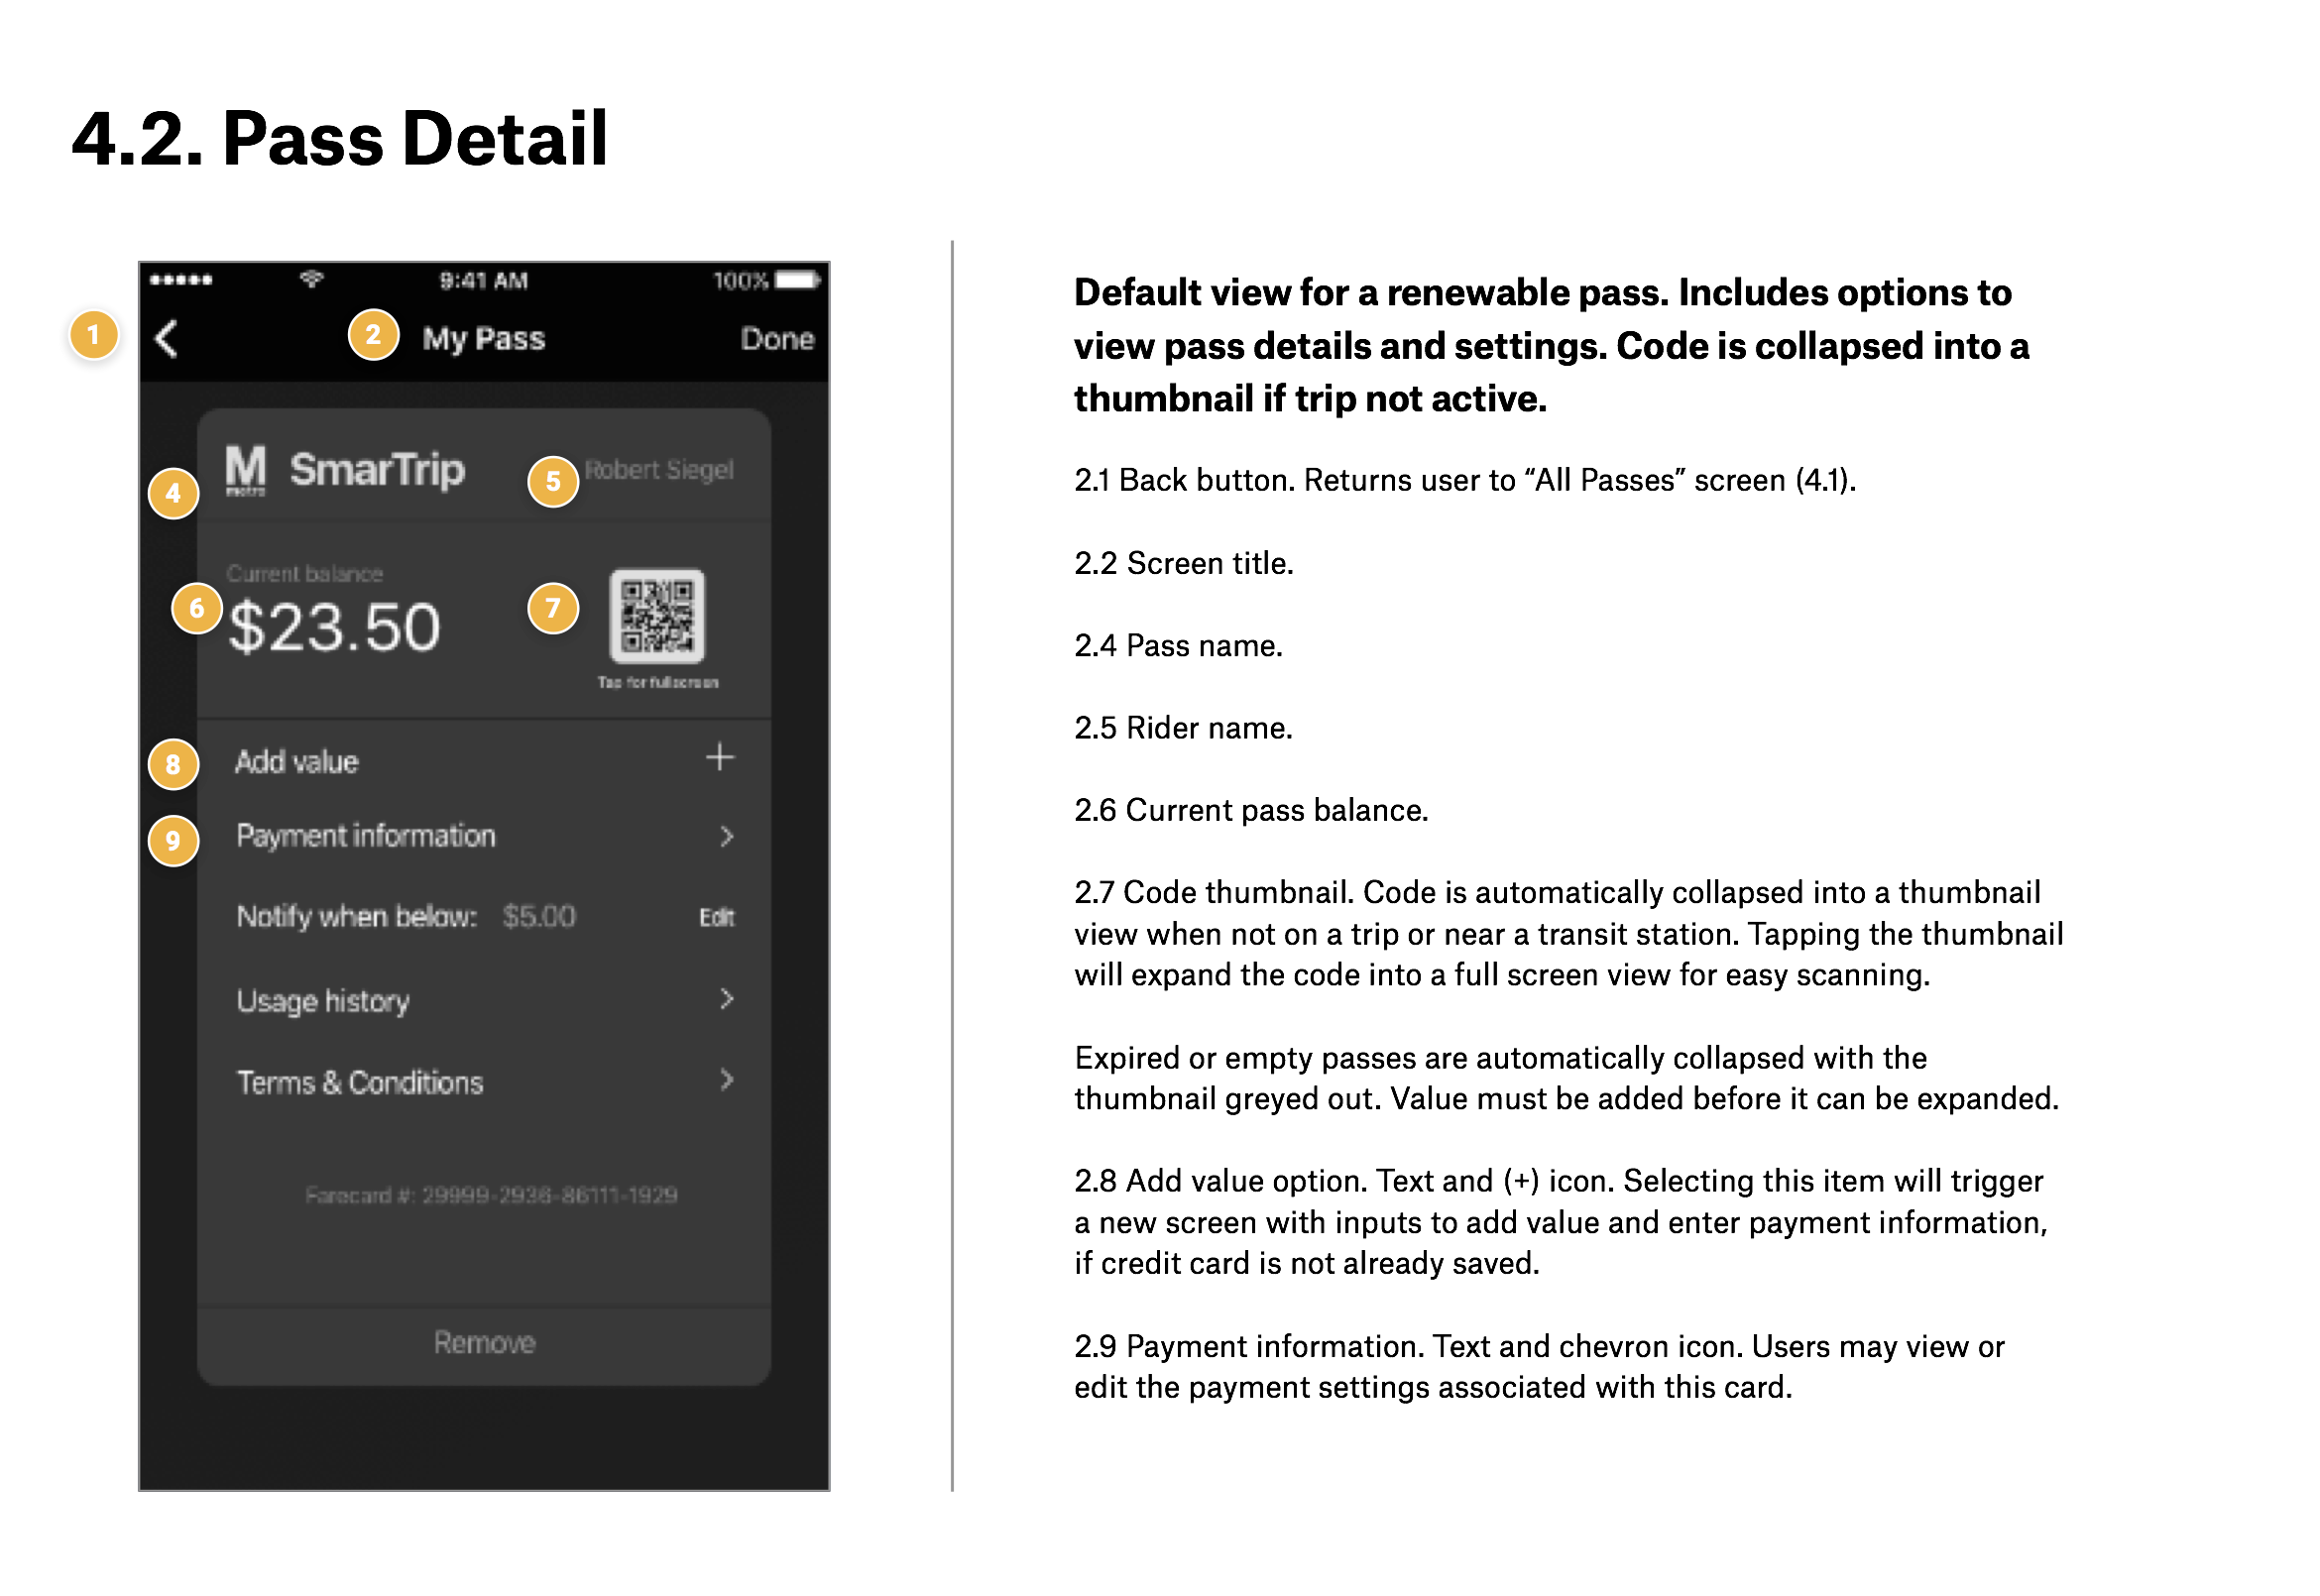 4.2. Pass Detail
9:41 AM
100%
1
2
My Pass
Done
M
metro
SmarTrip
4
5
Robert Siegel
Current balance
6
$23.50
7
Tap for fullscreen
8
Add value
+
9
Payment information
Notify when below: $5.00
Edit
Usage history
Terms & Conditions
Farecard #: 29999-2936-86111-1929
Remove
Default view for a renewable pass. Includes options to
view pass details and settings. Code is collapsed into a
thumbnail if trip not active.
2.1 Back button. Returns user to “All Passes” screen (4.1).
2.2 Screen title.
2.4 Pass name.
2.5 Rider name.
2.6 Current pass balance.
2.7 Code thumbnail. Code is automatically collapsed into a thumbnail
view when not on a trip or near a transit station. Tapping the thumbnail
will expand the code into a full screen view for easy scanning.
Expired or empty passes are automatically collapsed with the
thumbnail greyed out. Value must be added before it can be expanded.
2.8 Add value option. Text and (+) icon. Selecting this item will trigger
a new screen with inputs to add value and enter payment information,
if credit card is not already saved.
2.9 Payment information. Text and chevron icon. Users may view or
edit the payment settings associated with this card.